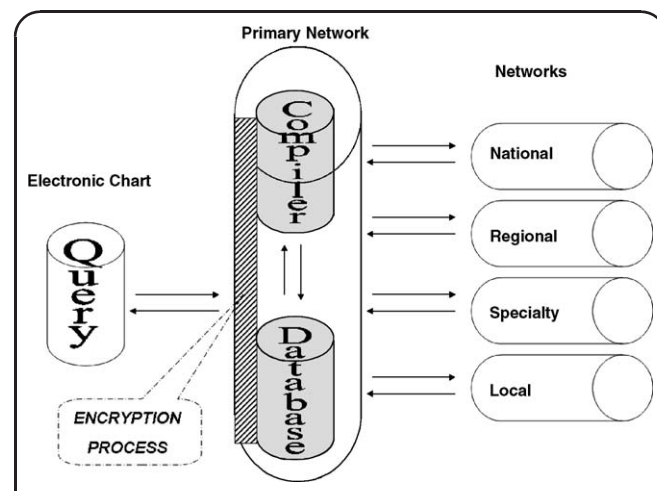 Primary Network
Networks
Electronic Chart
Query
Compiler
Database
ENCRYPTION
PROCESS
National
Regional
Specialty
Local